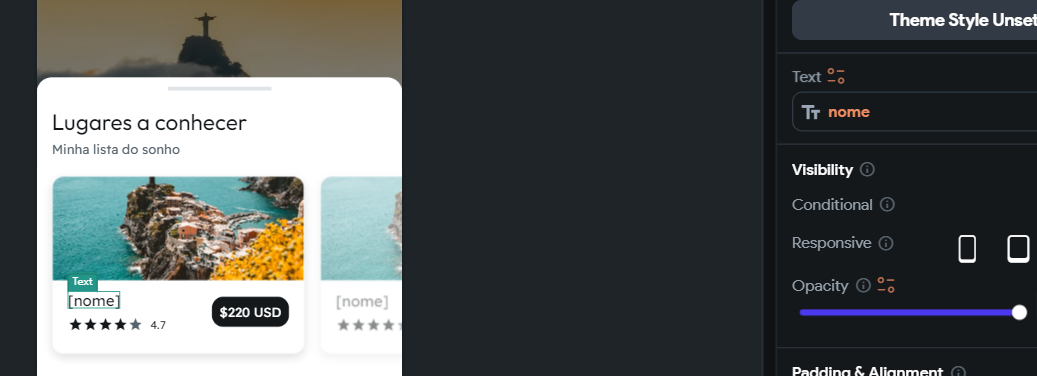 Lugares a conhecer
Minha lista do sonho
Text
[nome]
4.7
$220 USD
[nome]
Theme Style Unset
Text
Tт nome
Visibility
Conditional
Responsive
Opacity
Padding & Alignment